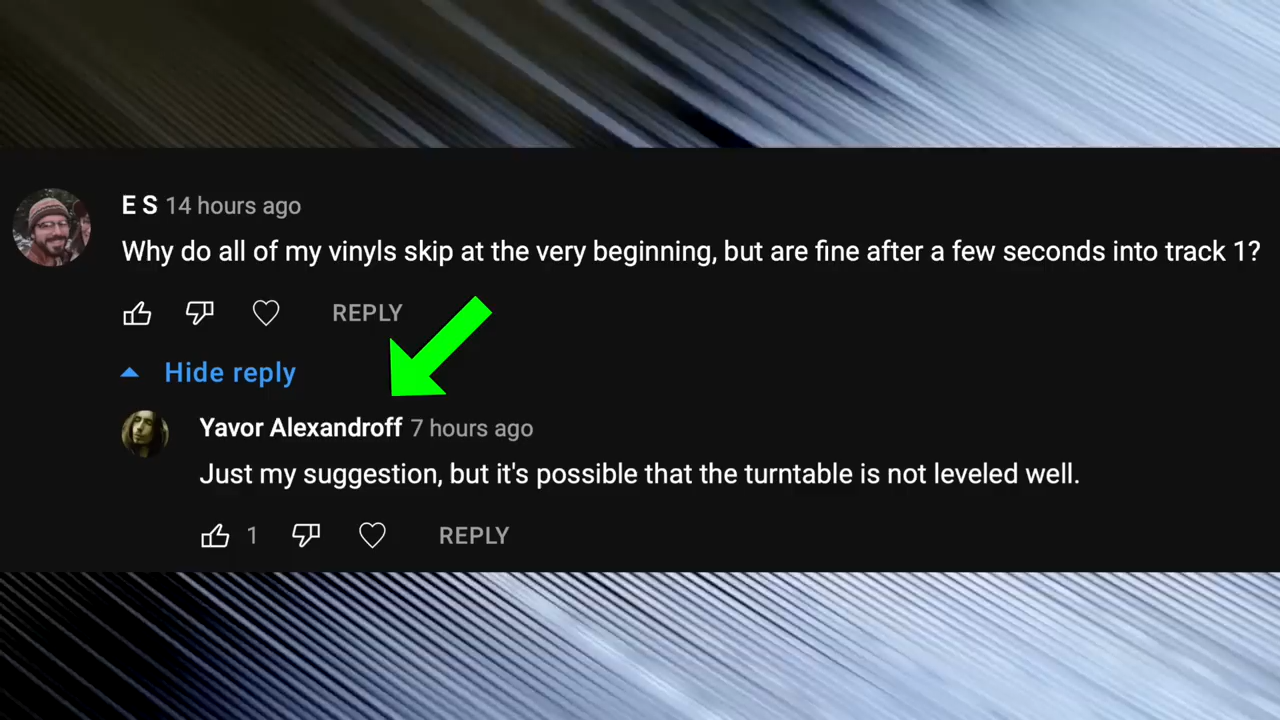 E S 14 hours ago
Why do all of my vinyls skip at the very beginning, but are fine after a few seconds into track 1?
REPLY
Hide reply
Yavor Alexandroff 7 hours ago
Just my suggestion, but it's possible that the turntable is not leveled well.
1 REPLY